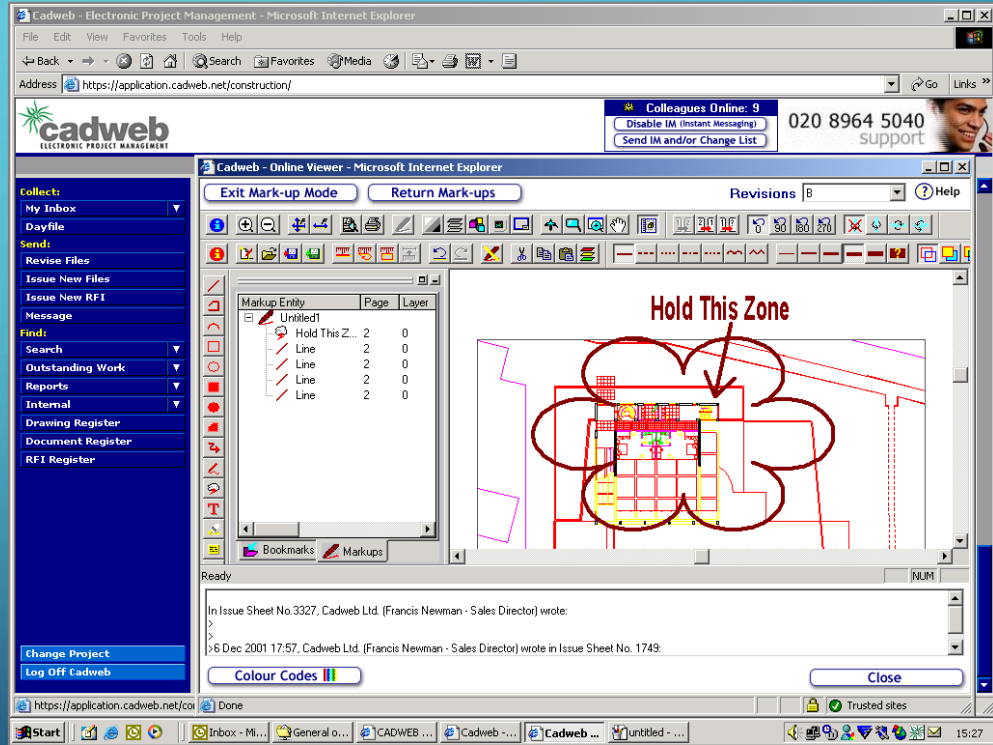 Cadweb - Electronic Project Management - Microsoft Internet Explorer
File Edit View Favorites Tools Help
Back Search Favorites Media
Address https://application.cadweb.net/construction/ Go Links »
cadweb
ELECTRONIC PROJECT MANAGEMENT
Colleagues Online: 9
Disable IM (Instant Messaging)
Send IM and/or Change List
020 8964 5040
support
Cadweb - Online Viewer - Microsoft Internet Explorer
Exit Mark-up Mode Return Mark-ups Revisions B Help
Collect:
My Inbox
Dayfile
Send:
Revise Files
Issue New Files
Issue New RFI
Message
Find:
Search
Outstanding Work
Reports
Internal
Drawing Register
Document Register
RFI Register
Change Project
Log Off Cadweb
0 90 180 270
Markup Entity Page Layer
Untitled1
Hold This Z... 2 0
Line 2 0
Line 2 0
Line 2 0
Line 2 0
Bookmarks Markups
T
Hold This Zone
Ready NUM
In Issue Sheet No.3327, Cadweb Ltd. (Francis Newman - Sales Director) wrote:
>
>
>6 Dec 2001 17:57, Cadweb Ltd. (Francis Newman - Sales Director) wrote in Issue Sheet No. 1749:
Colour Codes Close
https://application.cadweb.net/co Done Trusted sites
Start Inbox - Mi... General o... CADWEB ... Cadweb -... Cadweb ... untitled - ... 15:27